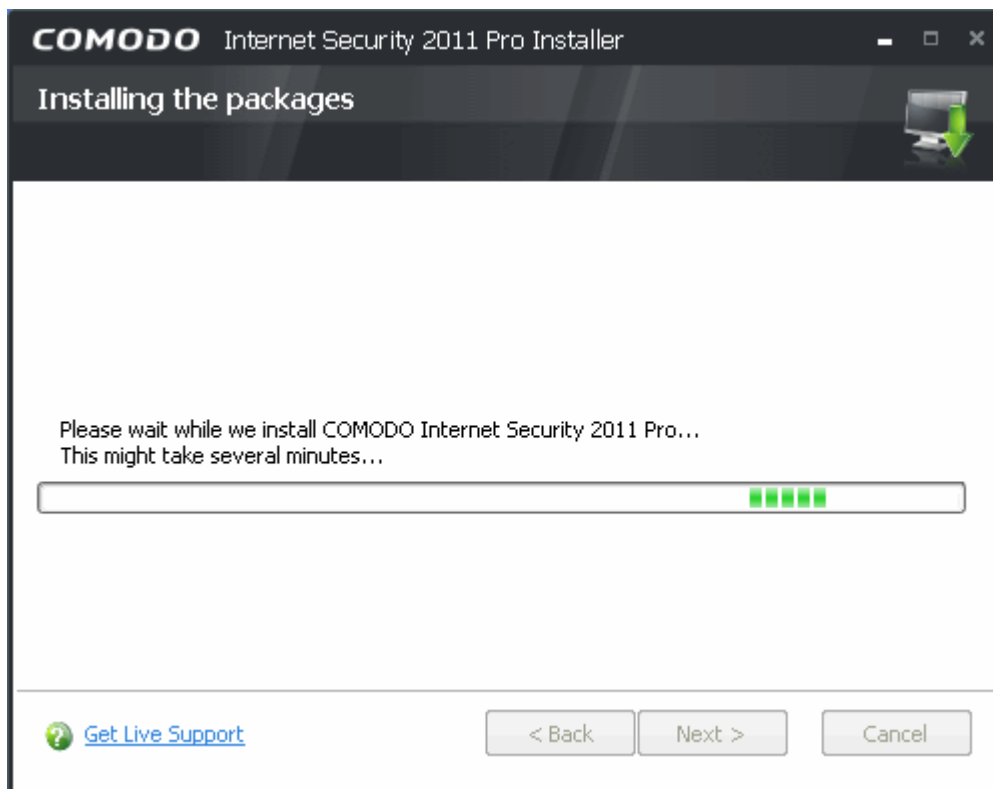 COMODO Internet Security 2011 Pro Installer
Installing the packages
Please wait while we install COMODO Internet Security 2011 Pro...
This might take several minutes...
Get Live Support
< Back
Next >
Cancel